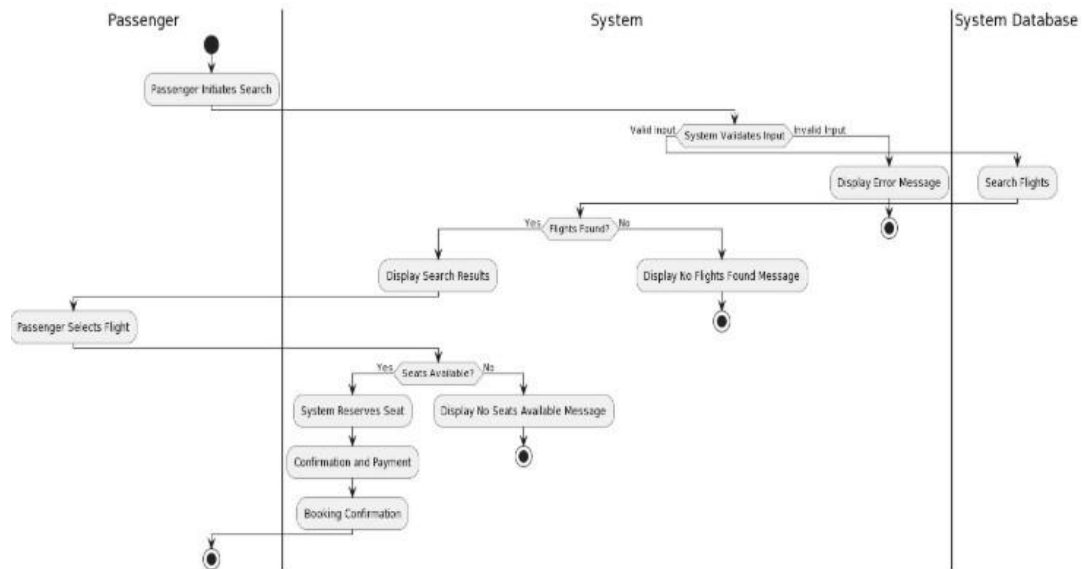 Passenger
System
System Database
Passenger Initiates Search
Valid Input
System Validates Input
Invalid Input
Display Error Message
Search Flights
Yes
Flights Found?
No
Display Search Results
Display No Flights Found Message
Passenger Selects Flight
Yes
Seats Available?
No
System Reserves Seat
Display No Seats Available Message
Confirmation and Payment
Booking Confirmation